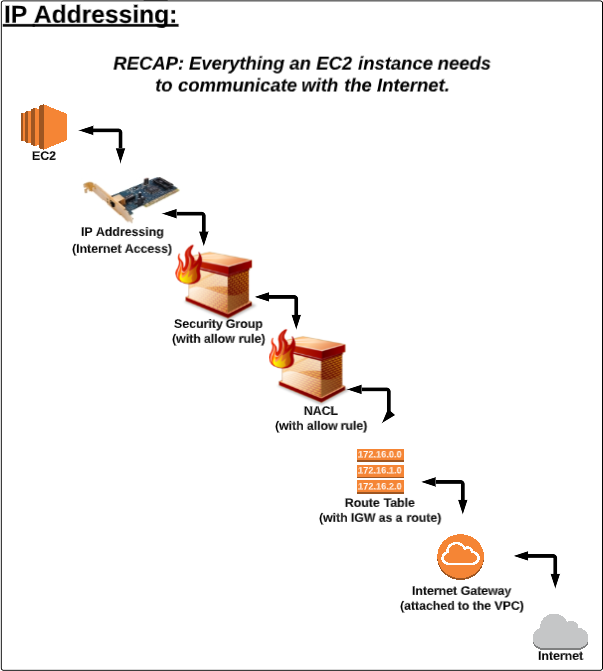 IP Addressing:
RECAP: Everything an EC2 instance needs
to communicate with the Internet.
EC2
IP Addressing
(Internet Access)
Security Group
(with allow rule)
NACL
(with allow rule)
172.16.0.0
172.16.1.0
172.16.2.0
Route Table
(with IGW as a route)
Internet Gateway
(attached to the VPC)
Internet